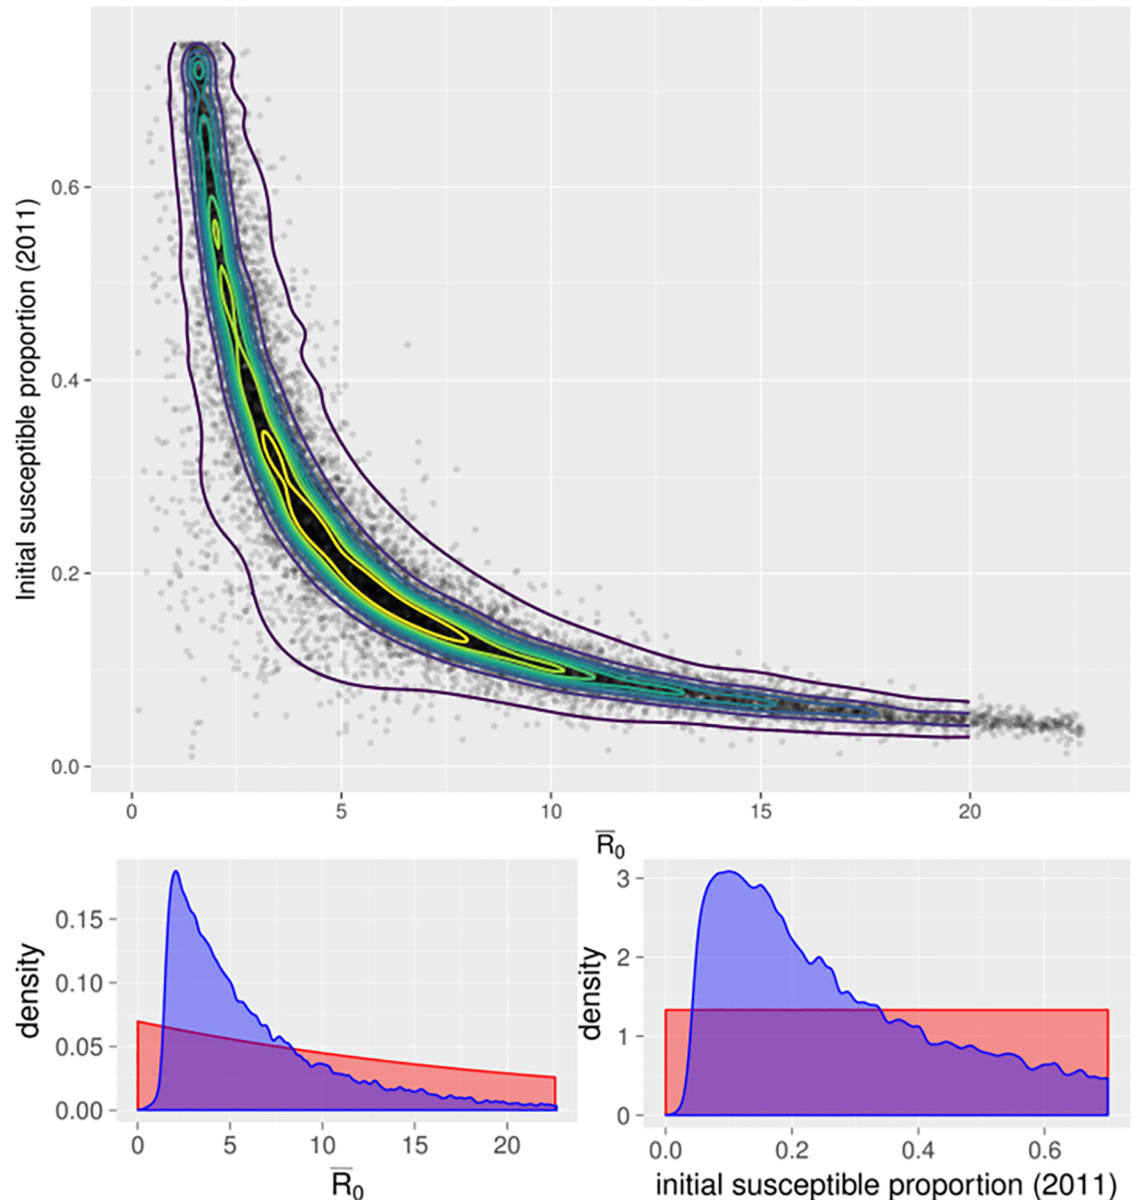 Initial susceptible proportion (2011)
0.6
0.4
0.2
0.0
0 5 10 15 20
R̅0
density
0.15
0.10
0.05
0.00
0 5 10 15 20
R̅0
density
3
2
1
0
0.0 0.2 0.4 0.6
initial susceptible proportion (2011)